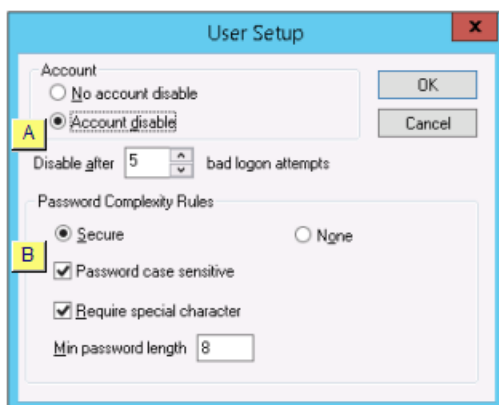 User Setup
x
Account
No account disable
OK
A
Account disable
Cancel
Disable after 5 bad logon attempts
Password Complexity Rules
Secure None
B
Password case sensitive
Require special character
Min password length 8